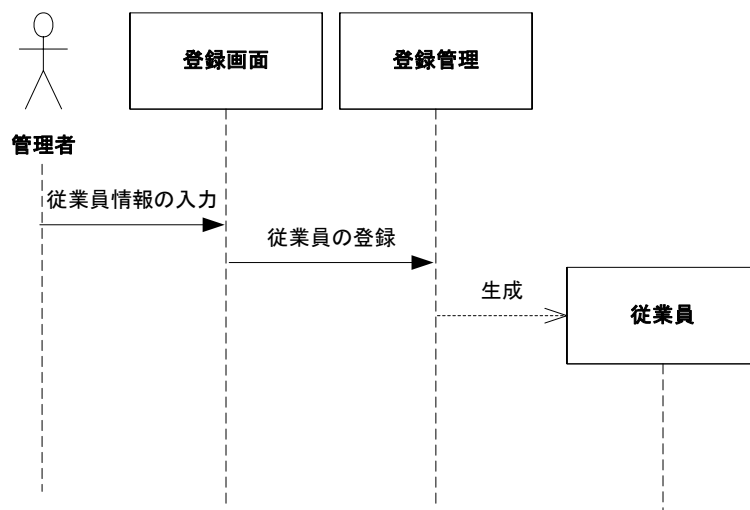 登録画面
登録管理
管理者
従業員情報の入力
従業員の登録
生成
従業員